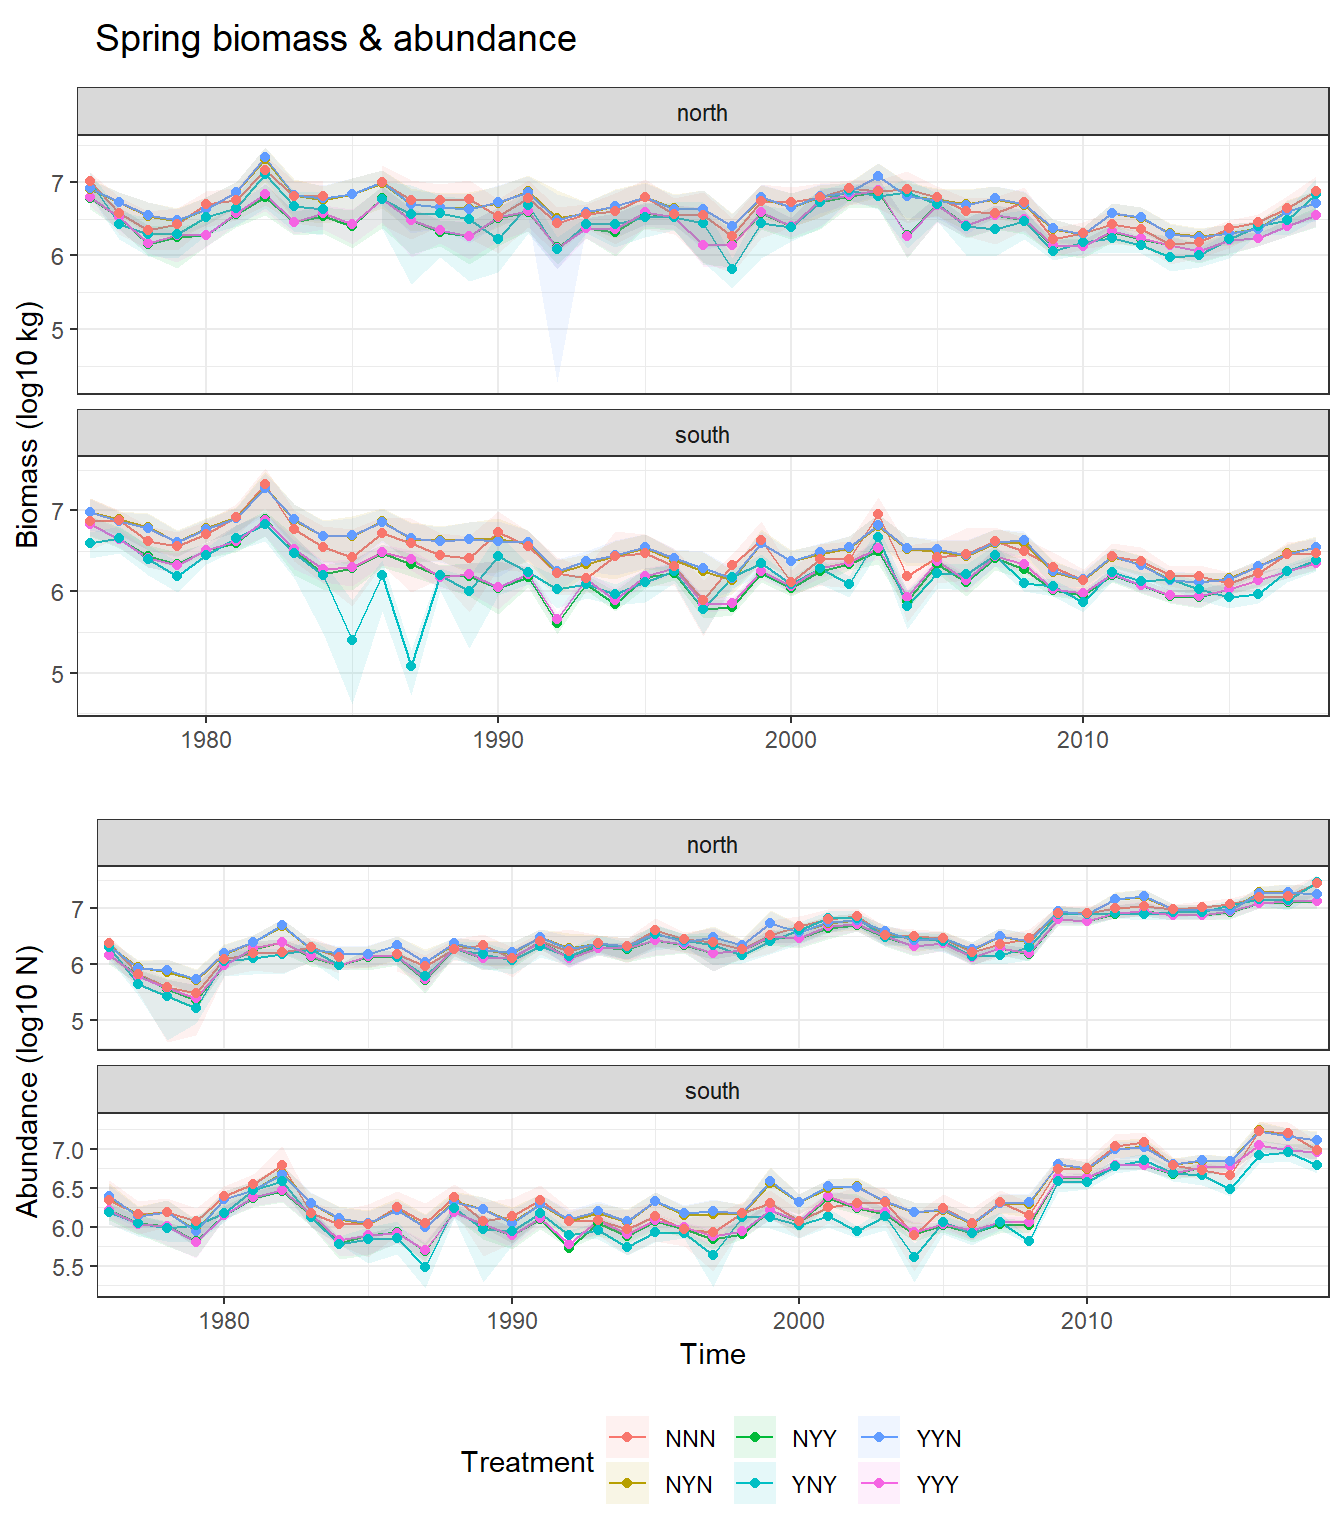 Spring biomass & abundance
north
7
6
5
south
7
6
5
1980 1990 2000 2010
Biomass (log10 kg)
north
7
6
5
south
7.0
6.5
6.0
5.5
1980 1990 2000 2010
Abundance (log10 N)
Time
Treatment
NNN NYY YYN
NYN YNY YYY